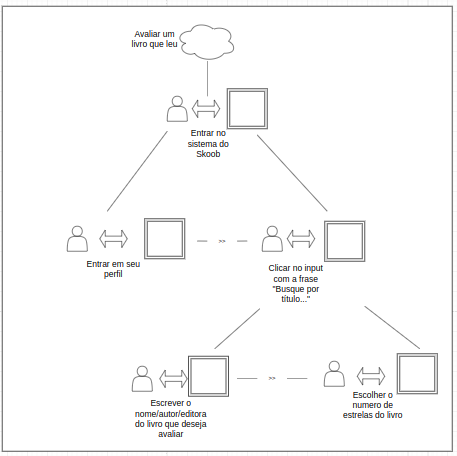 Avaliar um
livro que leu
Entrar no
sistema do
Skoob
Entrar em seu
perfil
>>
Clicar no input
com a frase
"Busque por
título..."
>>
Escrever o
nome/autor/editora
do livro que deseja
avaliar
Escolher o
numero de
estrelas do livro